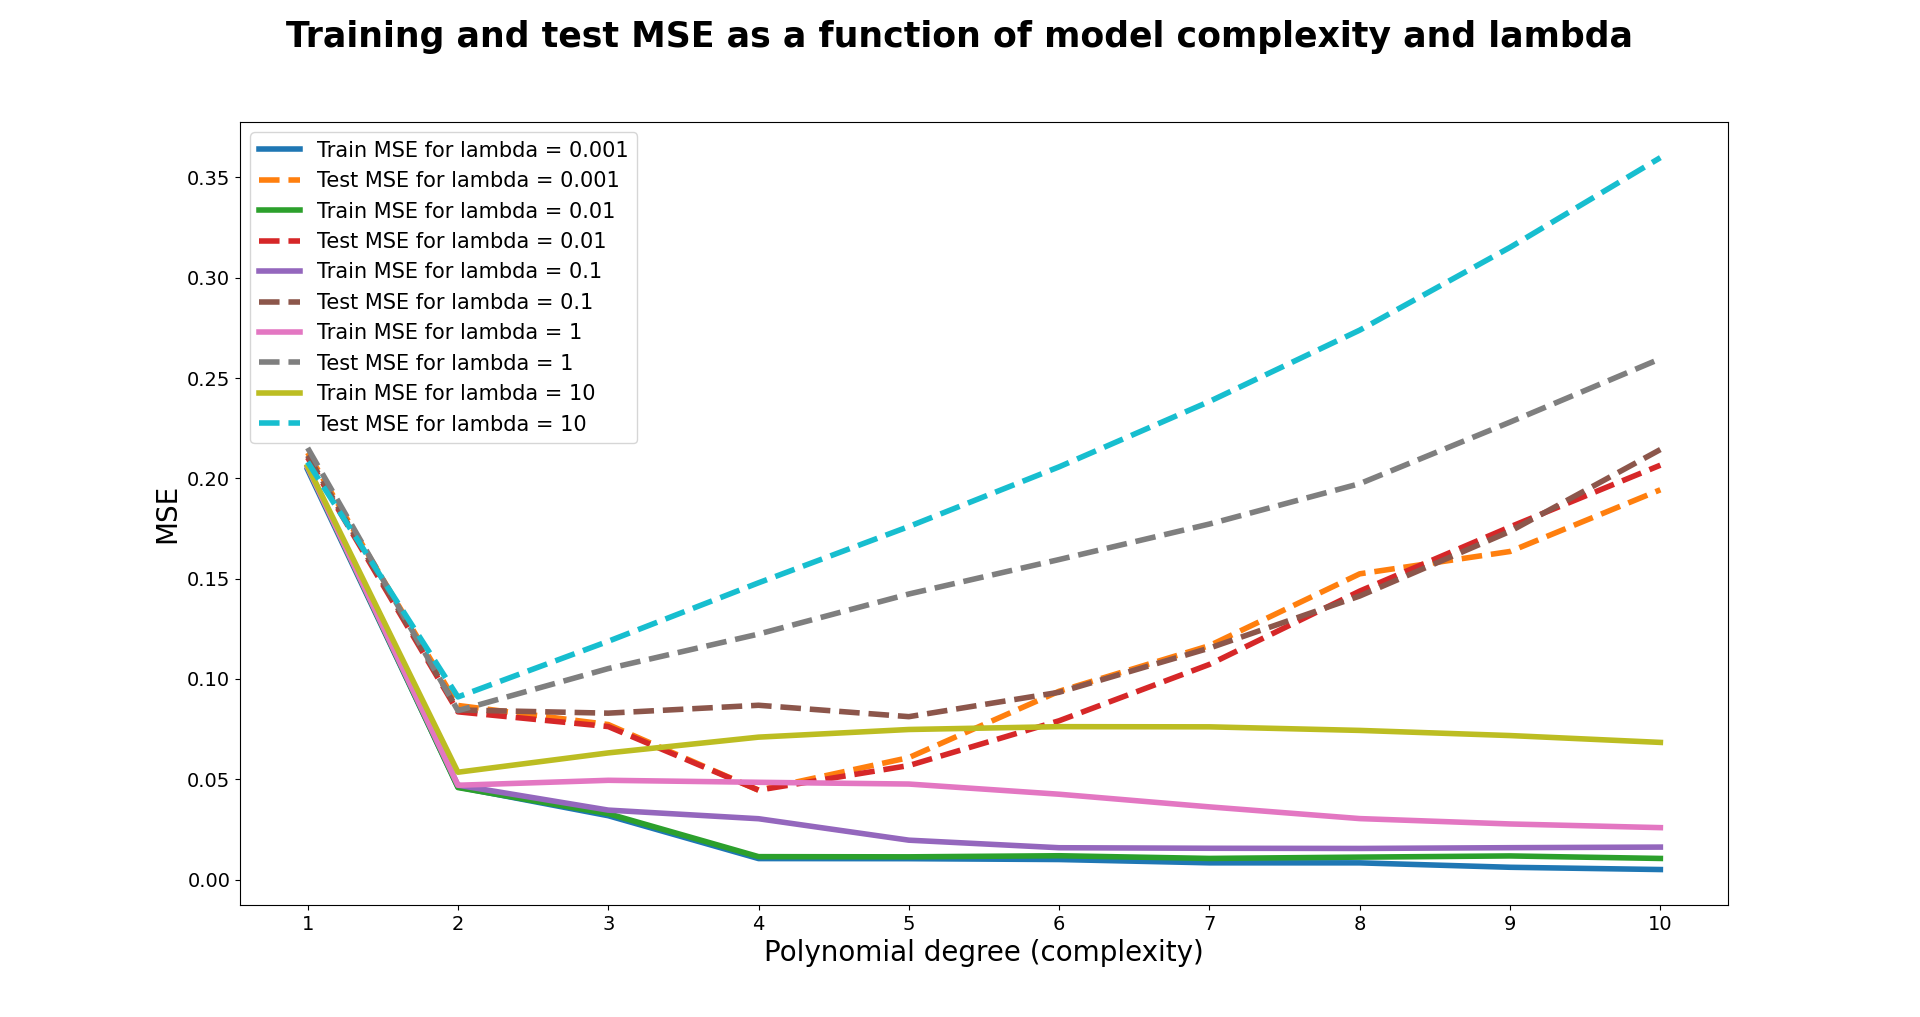 Training and test MSE as a function of model complexity and lambda
Train MSE for lambda = 0.001
Test MSE for lambda = 0.001
Train MSE for lambda = 0.01
Test MSE for lambda = 0.01
Train MSE for lambda = 0.1
Test MSE for lambda = 0.1
Train MSE for lambda = 1
Test MSE for lambda = 1
Train MSE for lambda = 10
Test MSE for lambda = 10
0.35
0.30
0.25
0.20
0.15
0.10
0.05
0.00
MSE
1 2 3 4 5 6 7 8 9 10
Polynomial degree (complexity)